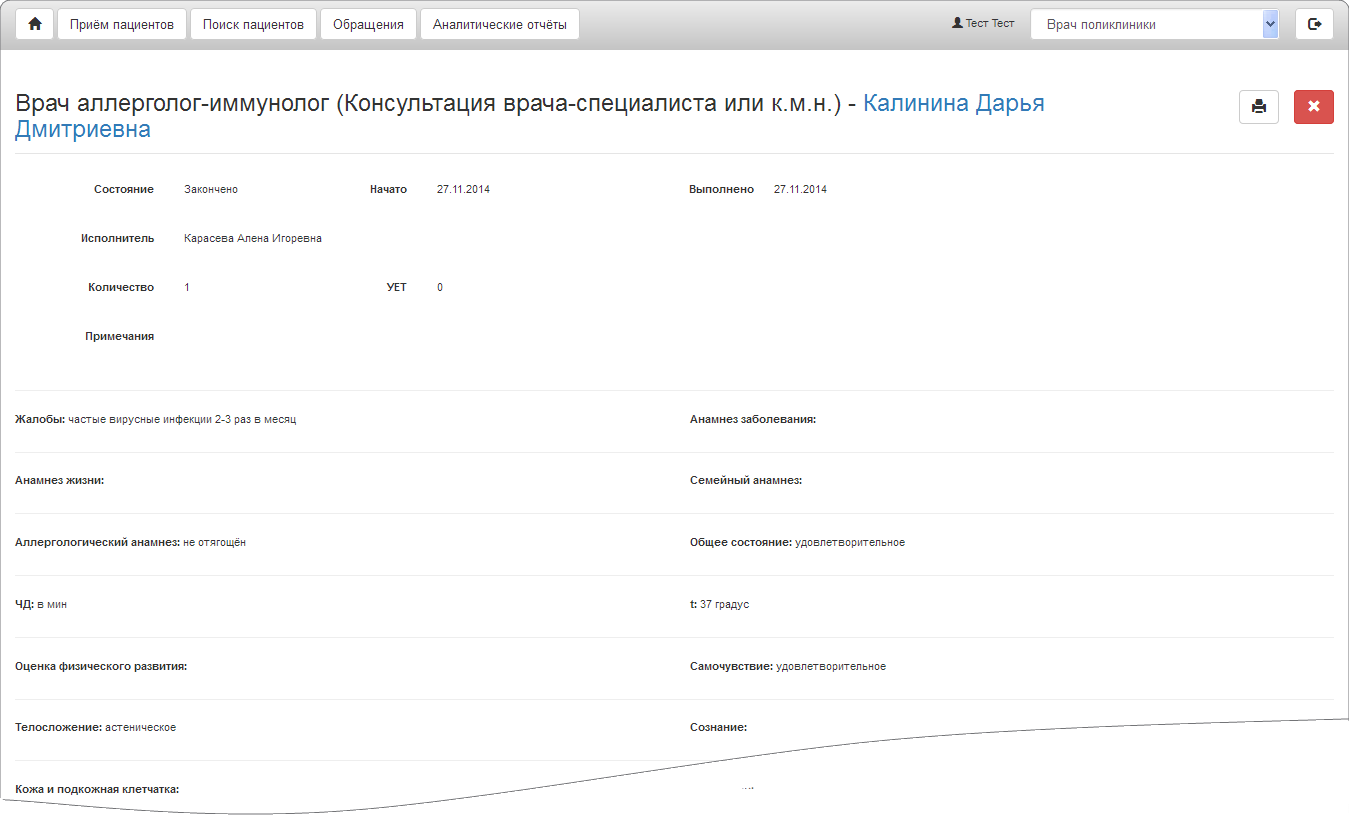 Приём пациентов Поиск пациентов Обращения Аналитические отчёты Тест Тест Врач поликлиники
Врач аллерголог-иммунолог (Консультация врача-специалиста или к.м.н.) - Калинина Дарья
Дмитриевна
Состояние Закончено Начато 27.11.2014 Выполнено 27.11.2014
Исполнитель Карасева Алена Игоревна
Количество 1 УЕТ 0
Примечания
Жалобы: частые вирусные инфекции 2-3 раз в месяц Анамнез заболевания:
Анамнез жизни: Семейный анамнез:
Аллергологический анамнез: не отягощён Общее состояние: удовлетворительное
ЧД: в мин t: 37 градус
Оценка физического развития: Самочувствие: удовлетворительное
Телосложение: астеническое Сознание:
Кожа и подкожная клетчатка: